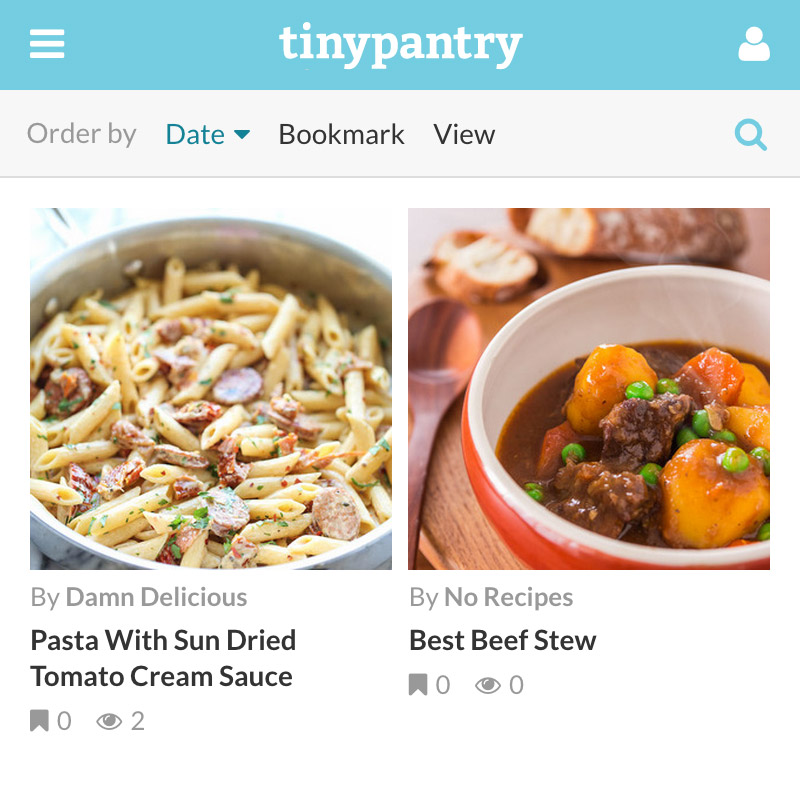 tinypantry
Order by Date Bookmark View
By Damn Delicious
Pasta With Sun Dried
Tomato Cream Sauce
0 2
By No Recipes
Best Beef Stew
0 0